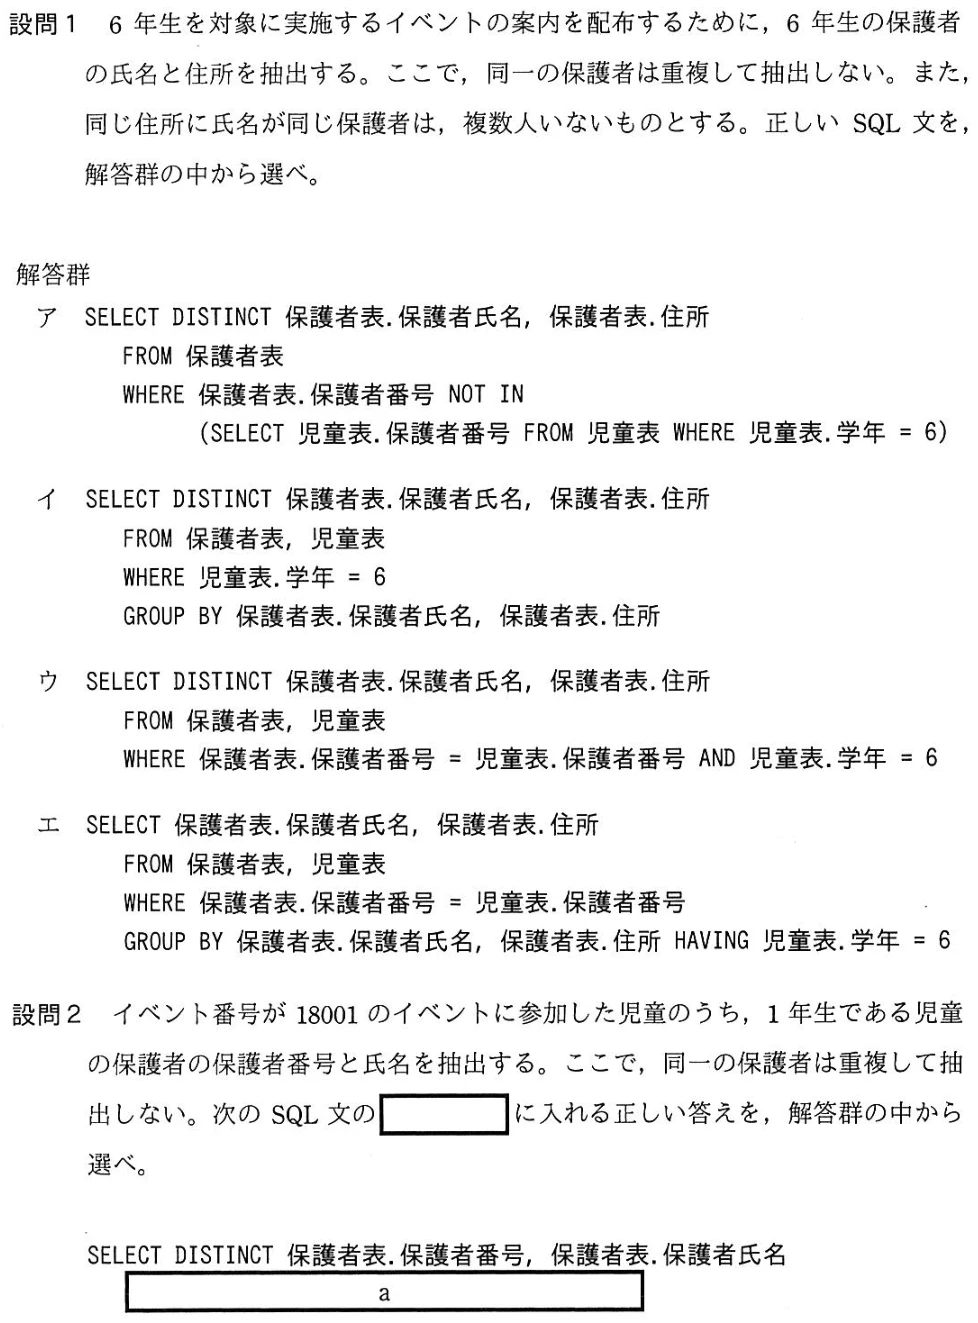 設問1 6 年生を対象に実施するイベントの案内を配布するために，6 年生の保護者
の氏名と住所を抽出する。ここで，同一の保護者は重複して抽出しない。また，
同じ住所に氏名が同じ保護者は，複数人いないものとする。正しい SQL 文を，
解答群の中から選べ。
解答群
ア SELECT DISTINCT 保護者表.保護者氏名, 保護者表.住所
FROM 保護者表
WHERE 保護者表.保護者番号 NOT IN
(SELECT 児童表.保護者番号 FROM 児童表 WHERE 児童表.学年 = 6)
イ SELECT DISTINCT 保護者表.保護者氏名, 保護者表.住所
FROM 保護者表, 児童表
WHERE 児童表.学年 = 6
GROUP BY 保護者表.保護者氏名, 保護者表.住所
ウ SELECT DISTINCT 保護者表.保護者氏名, 保護者表.住所
FROM 保護者表, 児童表
WHERE 保護者表.保護者番号 = 児童表.保護者番号 AND 児童表.学年 = 6
エ SELECT 保護者表.保護者氏名, 保護者表.住所
FROM 保護者表, 児童表
WHERE 保護者表.保護者番号 = 児童表.保護者番号
GROUP BY 保護者表.保護者氏名, 保護者表.住所 HAVING 児童表.学年 = 6
設問2 イベント番号が 18001 のイベントに参加した児童のうち，1 年生である児童
の保護者の保護者番号と氏名を抽出する。ここで，同一の保護者は重複して抽
出しない。次の SQL 文の に入れる正しい答えを，解答群の中から
選べ。
SELECT DISTINCT 保護者表.保護者番号, 保護者表.保護者氏名
a